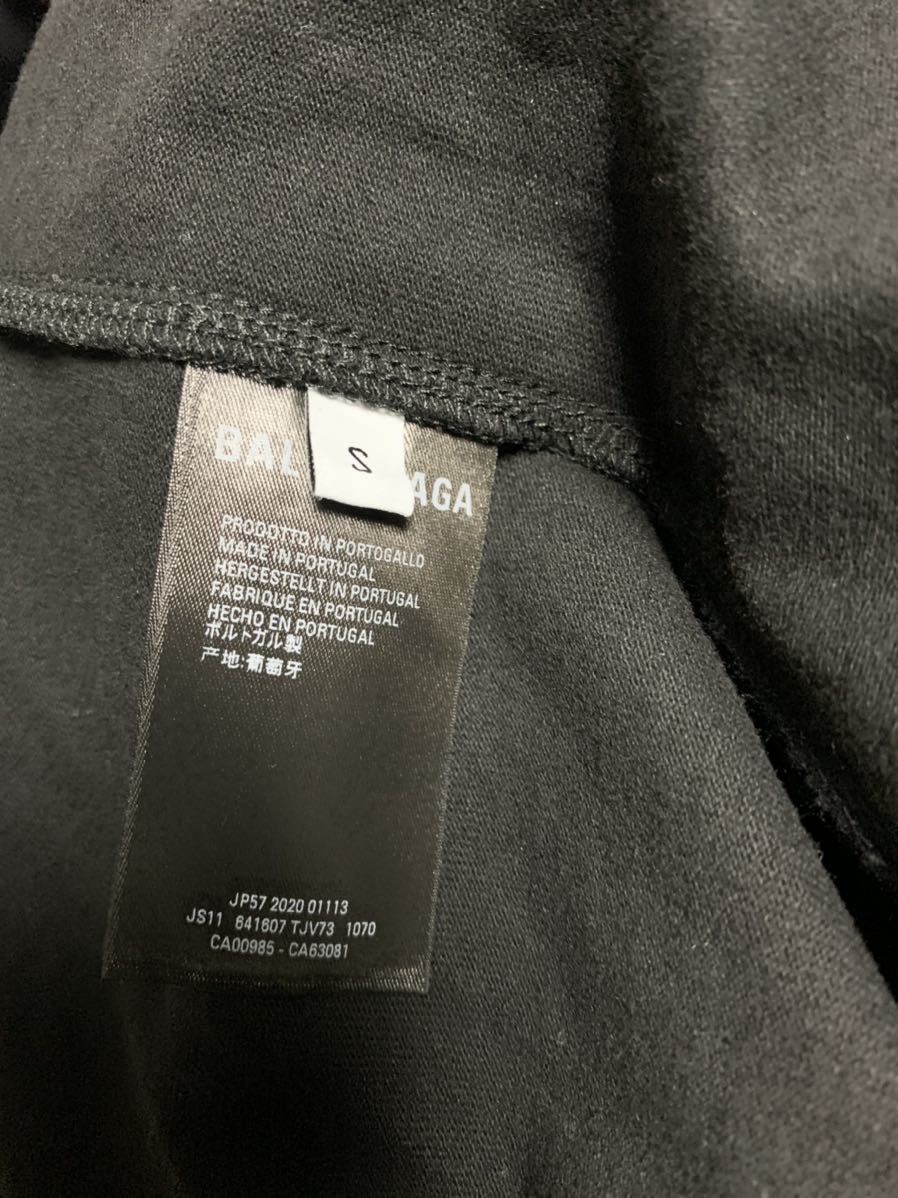 BAL AGA
S
PRODOTTO IN PORTOGALLO
MADE IN PORTUGAL
HERGESTELLT IN PORTUGAL
FABRIQUE EN PORTUGAL
HECHO EN PORTUGAL
ポルトガル製
产地:葡萄牙
JP57 2020 01113
JS11 641607 TJV73 1070
CA00985 - CA63081